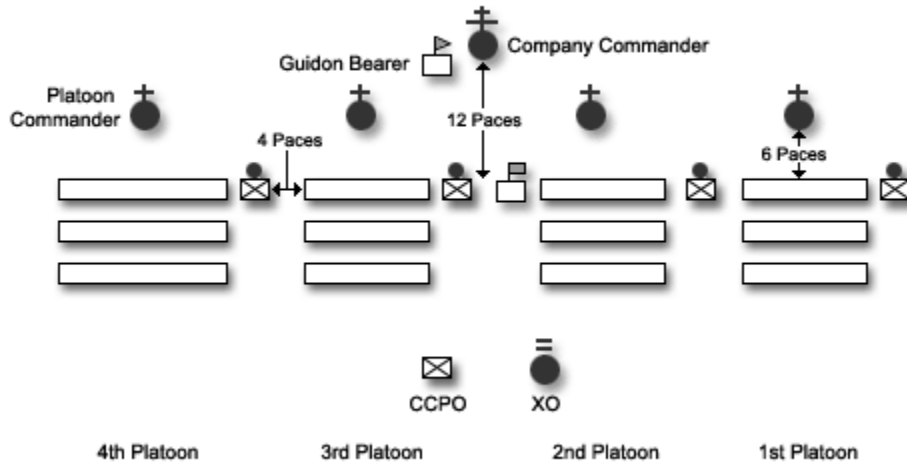 Company Commander
Guidon Bearer
Platoon
Commander
12 Paces
4 Paces
6 Paces
CCPO
XO
4th Platoon
3rd Platoon
2nd Platoon
1st Platoon